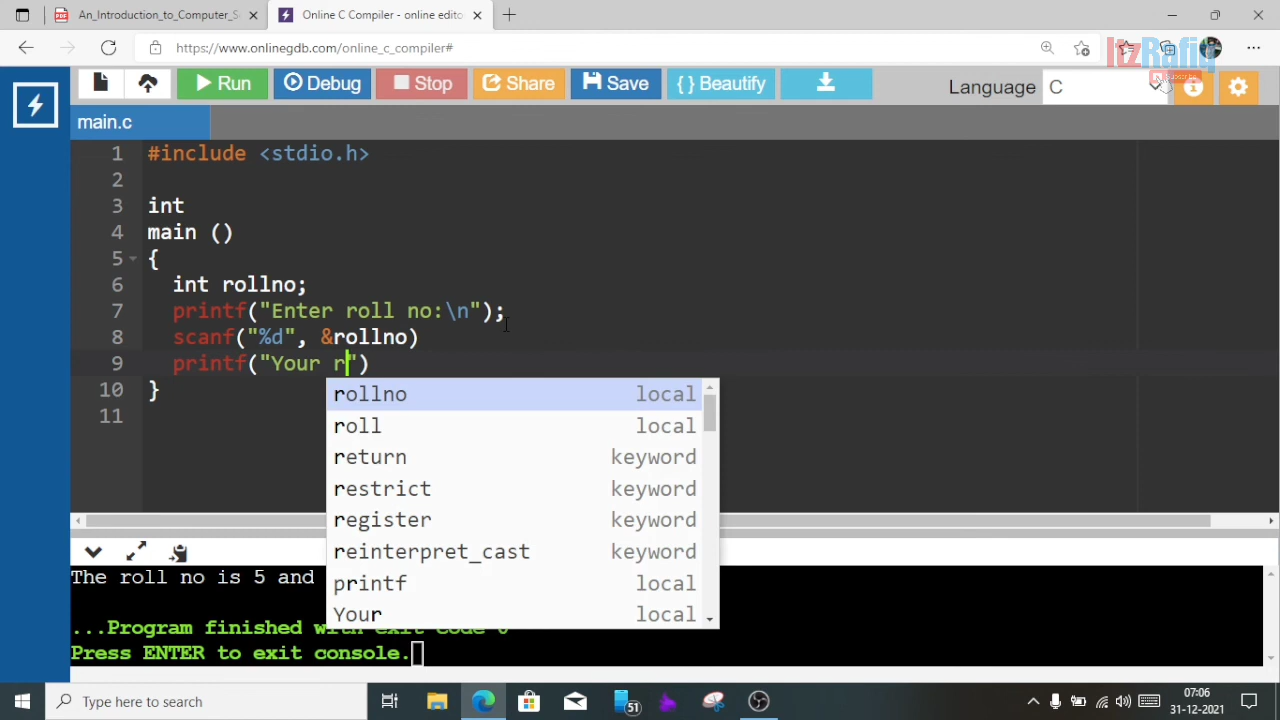 An_Introduction_to_Computer_S
Online C Compiler - online edito
https://www.onlinegdb.com/online_c_compiler#
ItzRafiq
Subscribe
Run
Debug
Stop
Share
Save
{ } Beautify
Language
C
main.c
1 #include <stdio.h>
2
3 int
4 main ()
5 {
6 int rollno;
7 printf("Enter roll no:\n");
8 scanf("%d", &rollno)
9 printf("Your r")
10 }
11
rollno local
roll local
return keyword
restrict keyword
register keyword
reinterpret_cast keyword
printf local
Your local
The roll no is 5 and
...Program finished with exit code 0
Press ENTER to exit console.
Type here to search
51
07:06
31-12-2021